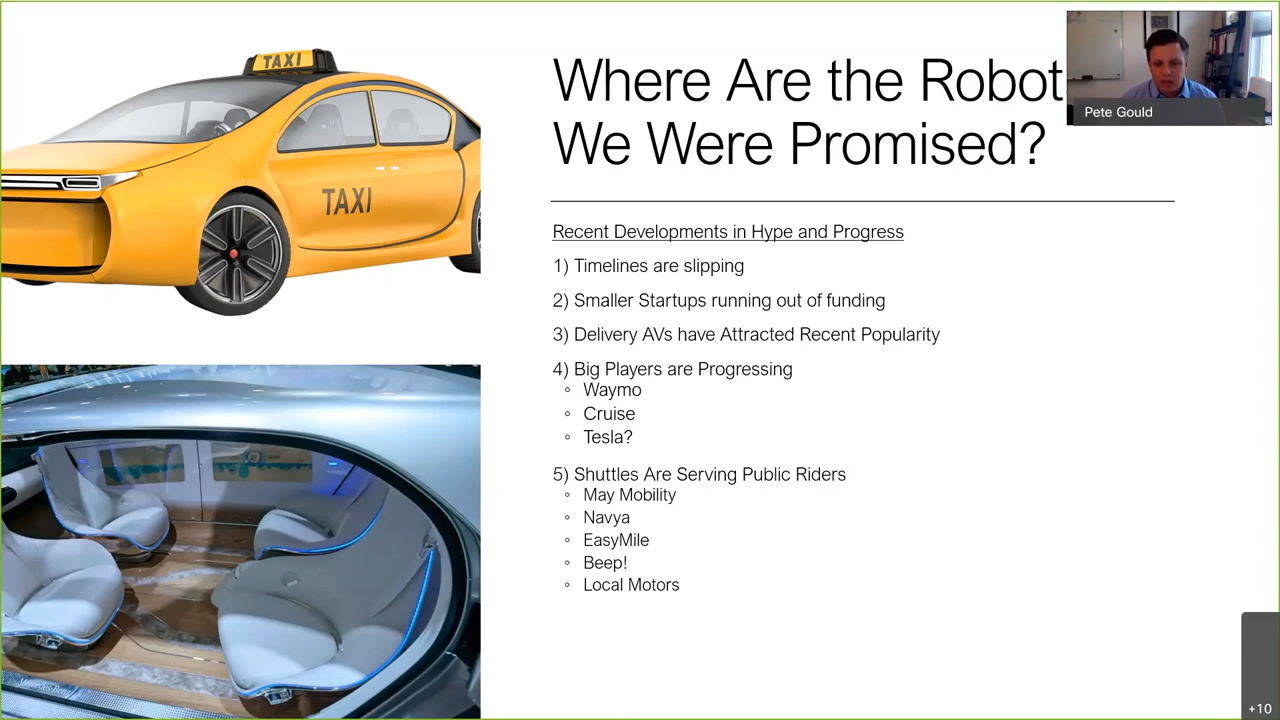 TAXI
TAXI
Where Are the Robot
We Were Promised?
Pete Gould
Recent Developments in Hype and Progress
1) Timelines are slipping
2) Smaller Startups running out of funding
3) Delivery AVs have Attracted Recent Popularity
4) Big Players are Progressing
◦ Waymo
◦ Cruise
◦ Tesla?
5) Shuttles Are Serving Public Riders
◦ May Mobility
◦ Navya
◦ EasyMile
◦ Beep!
◦ Local Motors
Mercedes-Benz
+10